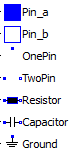 Pin_a
Pin_b
OnePin
TwoPin
Resistor
Capacitor
Ground